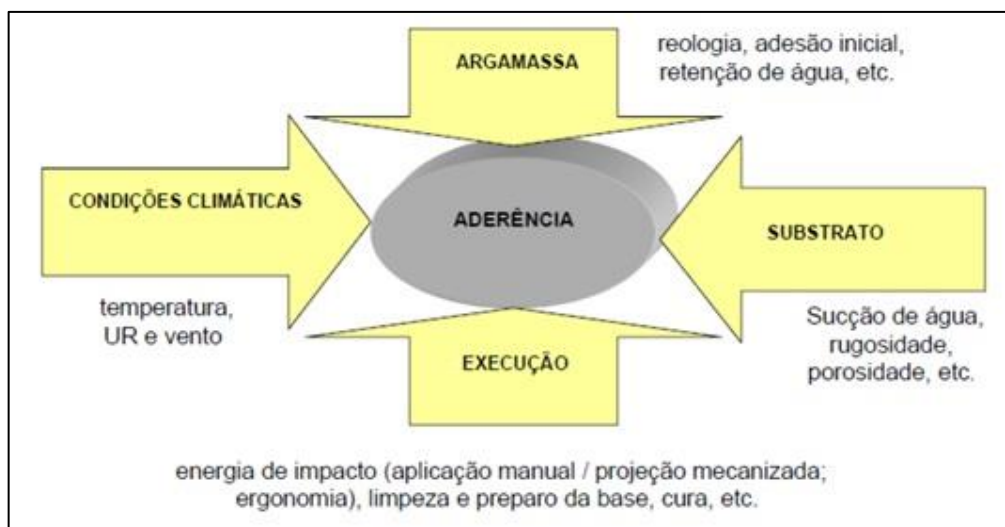 ARGAMASSA
reologia, adesão inicial,
retenção de água, etc.
CONDIÇÕES CLIMÁTICAS
temperatura,
UR e vento
ADERÊNCIA
SUBSTRATO
Sucção de água,
rugosidade,
porosidade, etc.
EXECUÇÃO
energia de impacto (aplicação manual / projeção mecanizada;
ergonomia), limpeza e preparo da base, cura, etc.